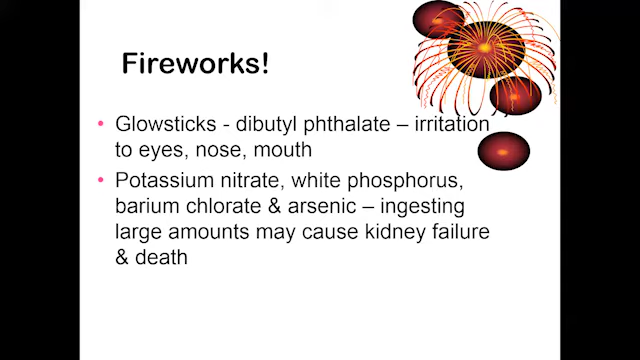 Fireworks!
• Glowsticks - dibutyl phthalate – irritation
to eyes, nose, mouth
• Potassium nitrate, white phosphorus,
barium chlorate & arsenic – ingesting
large amounts may cause kidney failure
& death